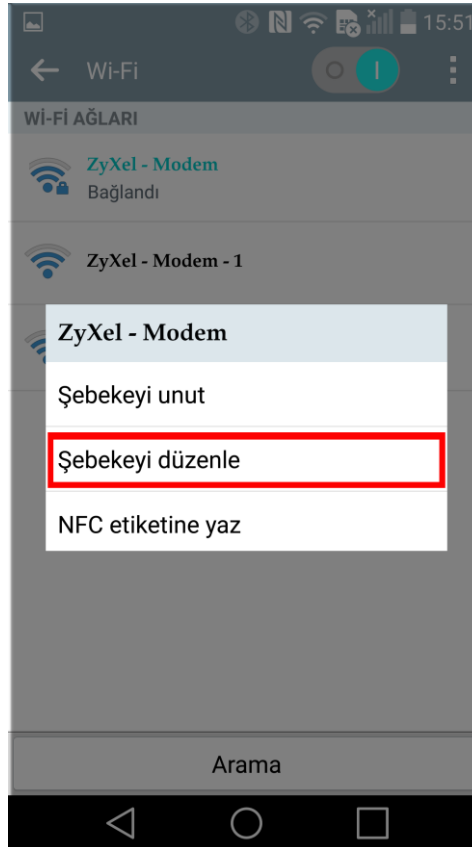 15:51
Wi-Fi
Wİ-Fİ AĞLARI
ZyXel - Modem
Bağlandı
ZyXel - Modem - 1
ZyXel - Modem
Şebekeyi unut
Şebekeyi düzenle
NFC etiketine yaz
Arama